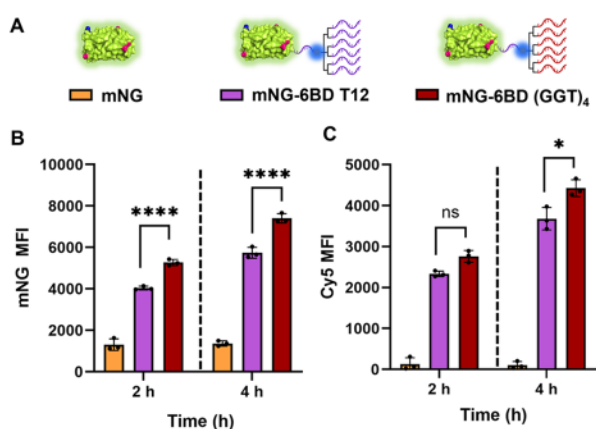 A
mNG
mNG-6BD T12
mNG-6BD (GGT)₄
B
10000
8000
6000
4000
2000
0
mNG MFI
****
****
2 h
4 h
Time (h)
C
5000
4000
3000
2000
1000
0
Cy5 MFI
ns
*
2 h
4 h
Time (h)